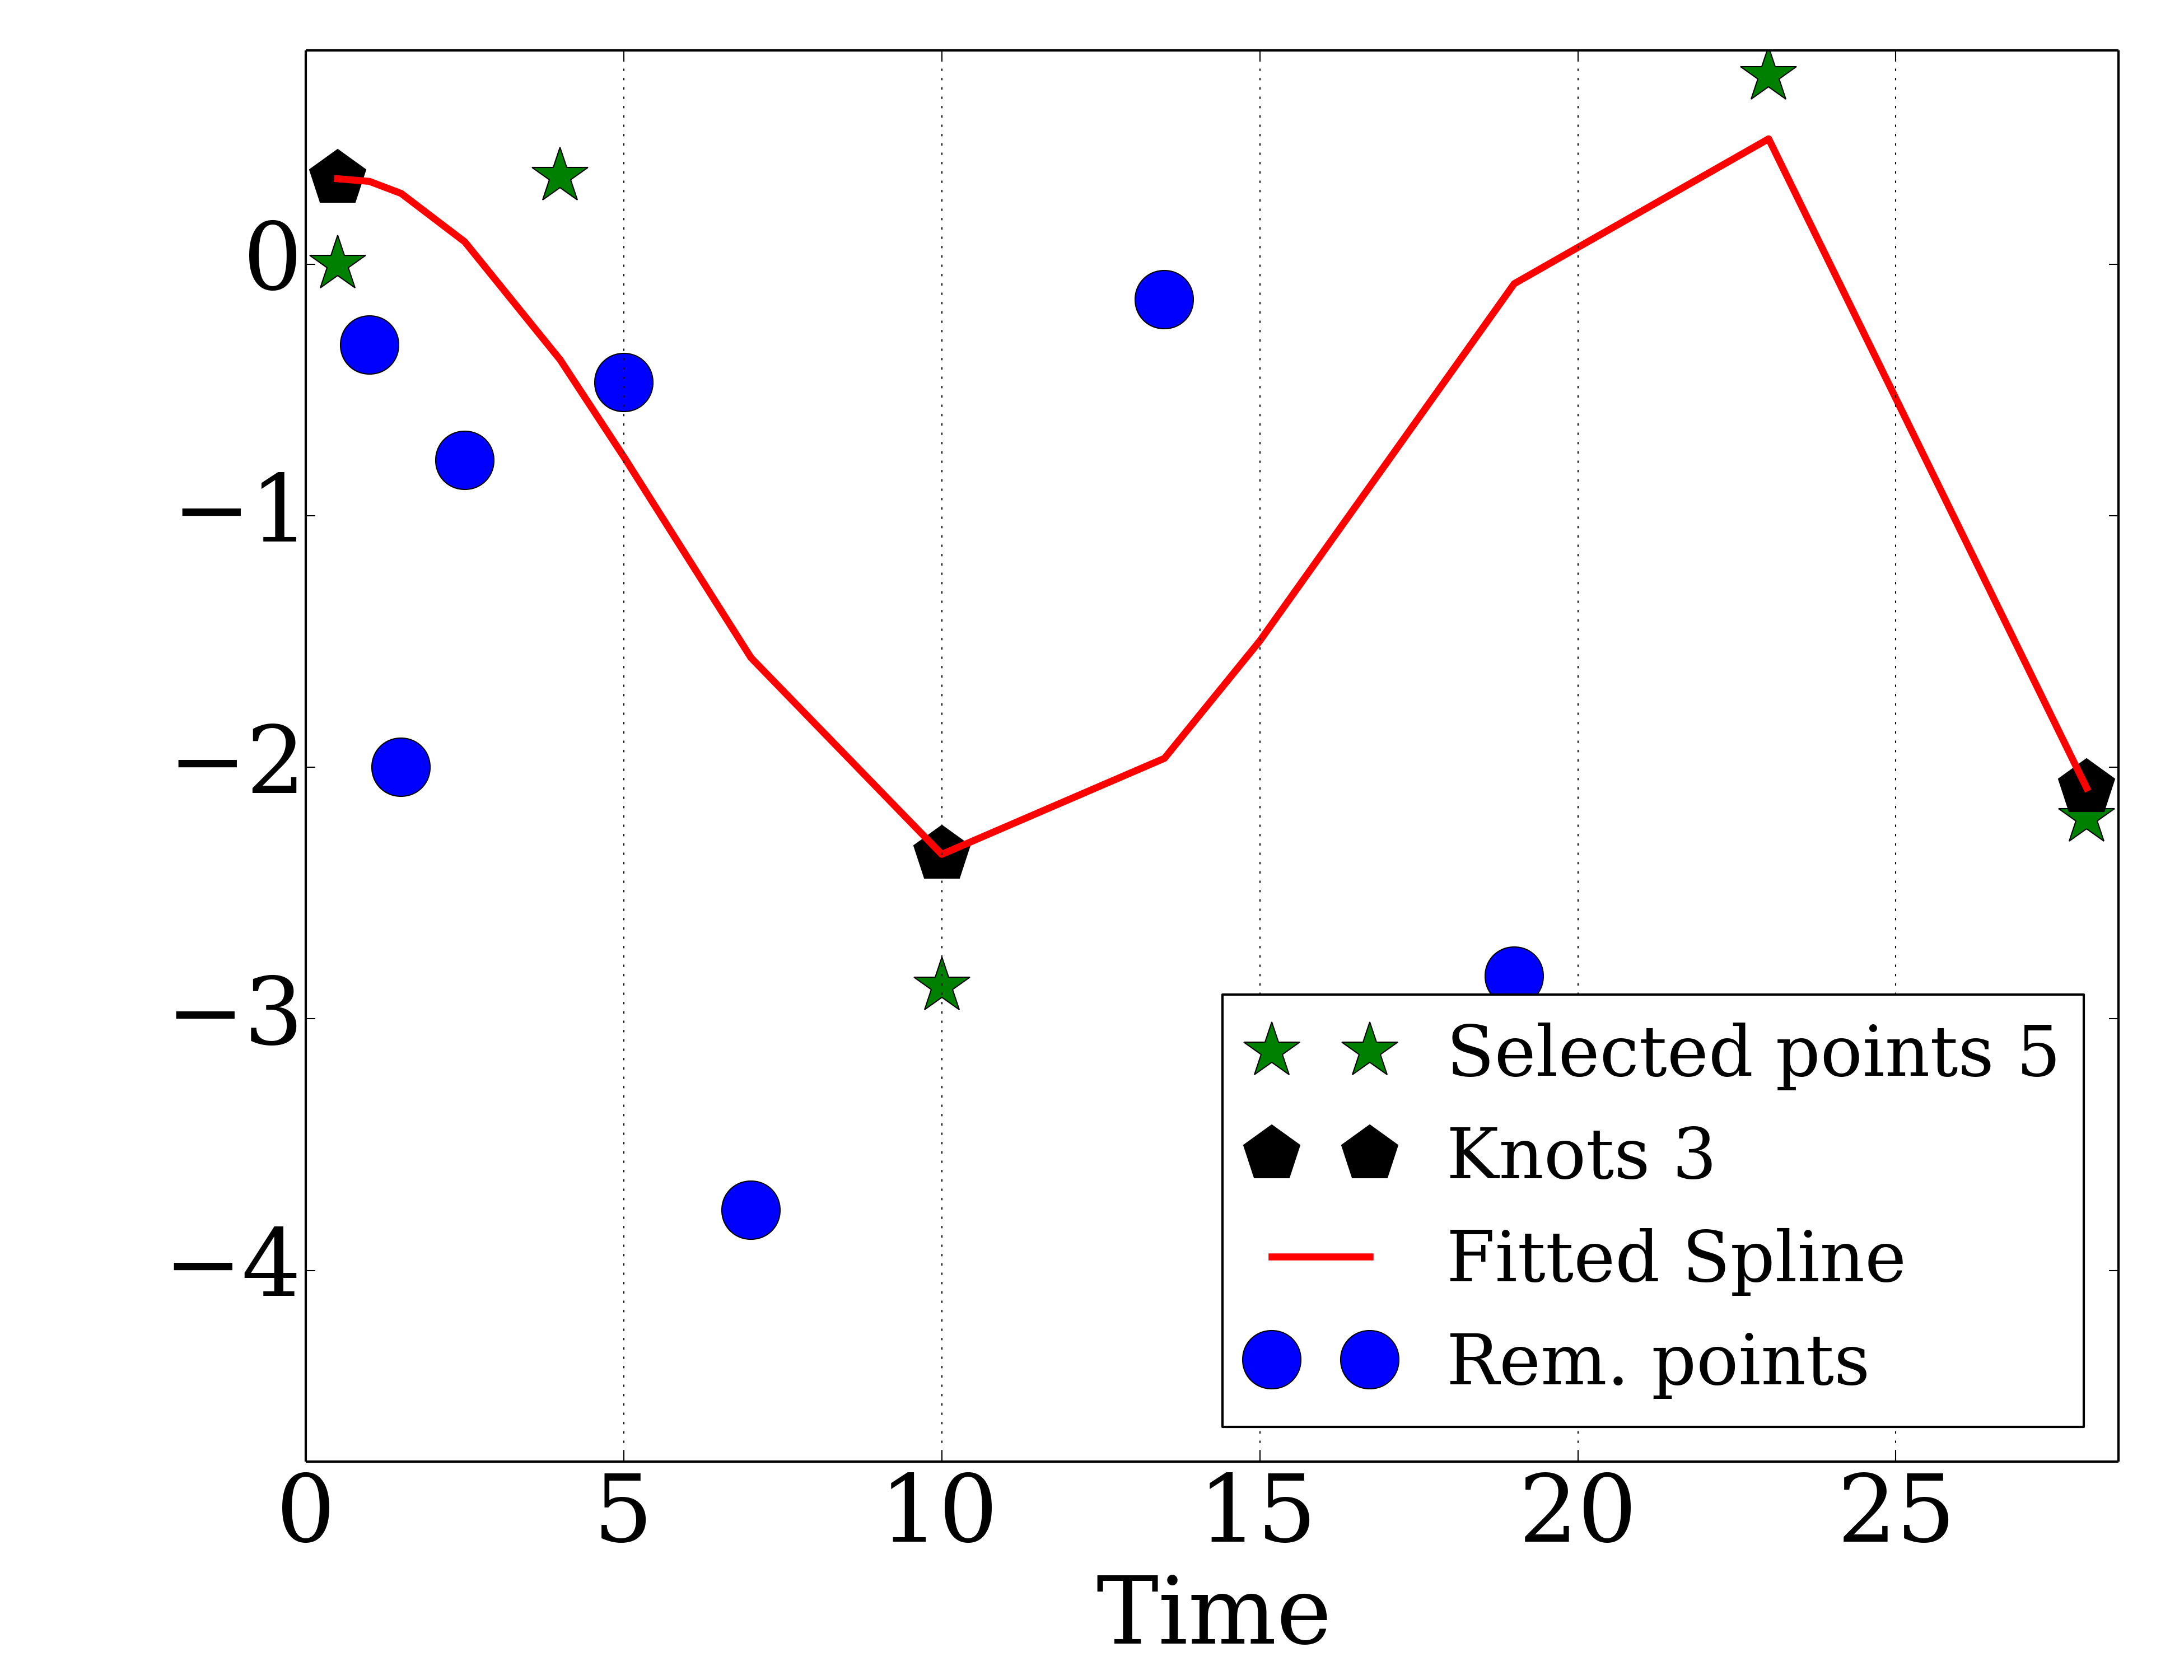 0
−1
−2
−3
−4
Selected points 5
Knots 3
Fitted Spline
Rem. points
0 5 10 15 20 25
Time